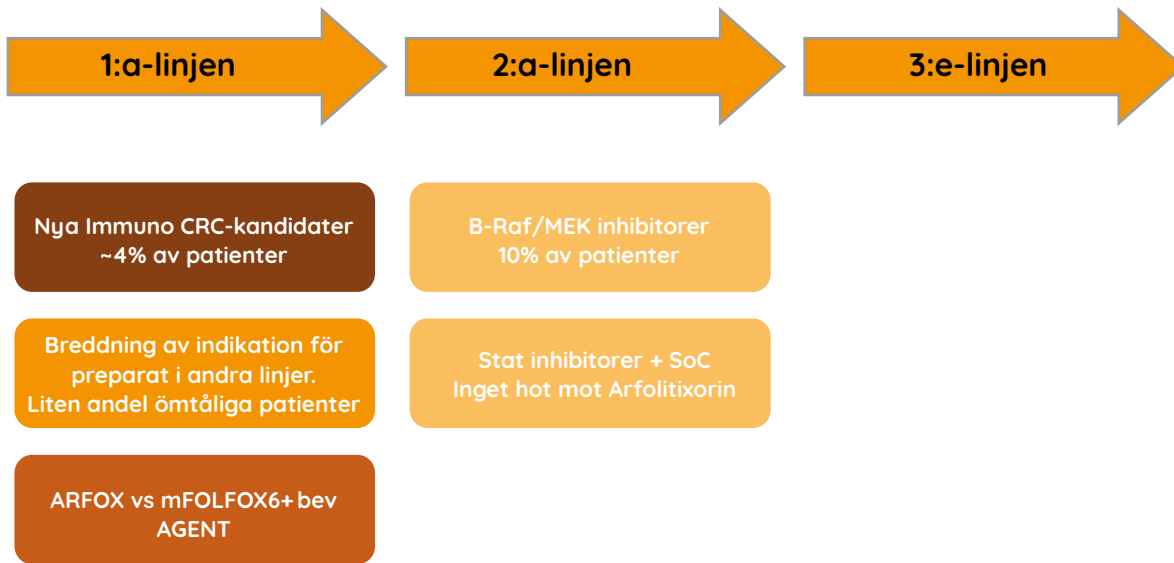 1:a-linjen
2:a-linjen
3:e-linjen
Nya Immuno CRC-kandidater
~4% av patienter
B-Raf/MEK inhibitorer
10% av patienter
Breddning av indikation för
preparat i andra linjer.
Liten andel ömtåliga patienter
Stat inhibitorer + SoC
Inget hot mot Arfolitixorin
ARFOX vs mFOLFOX6+bev
AGENT